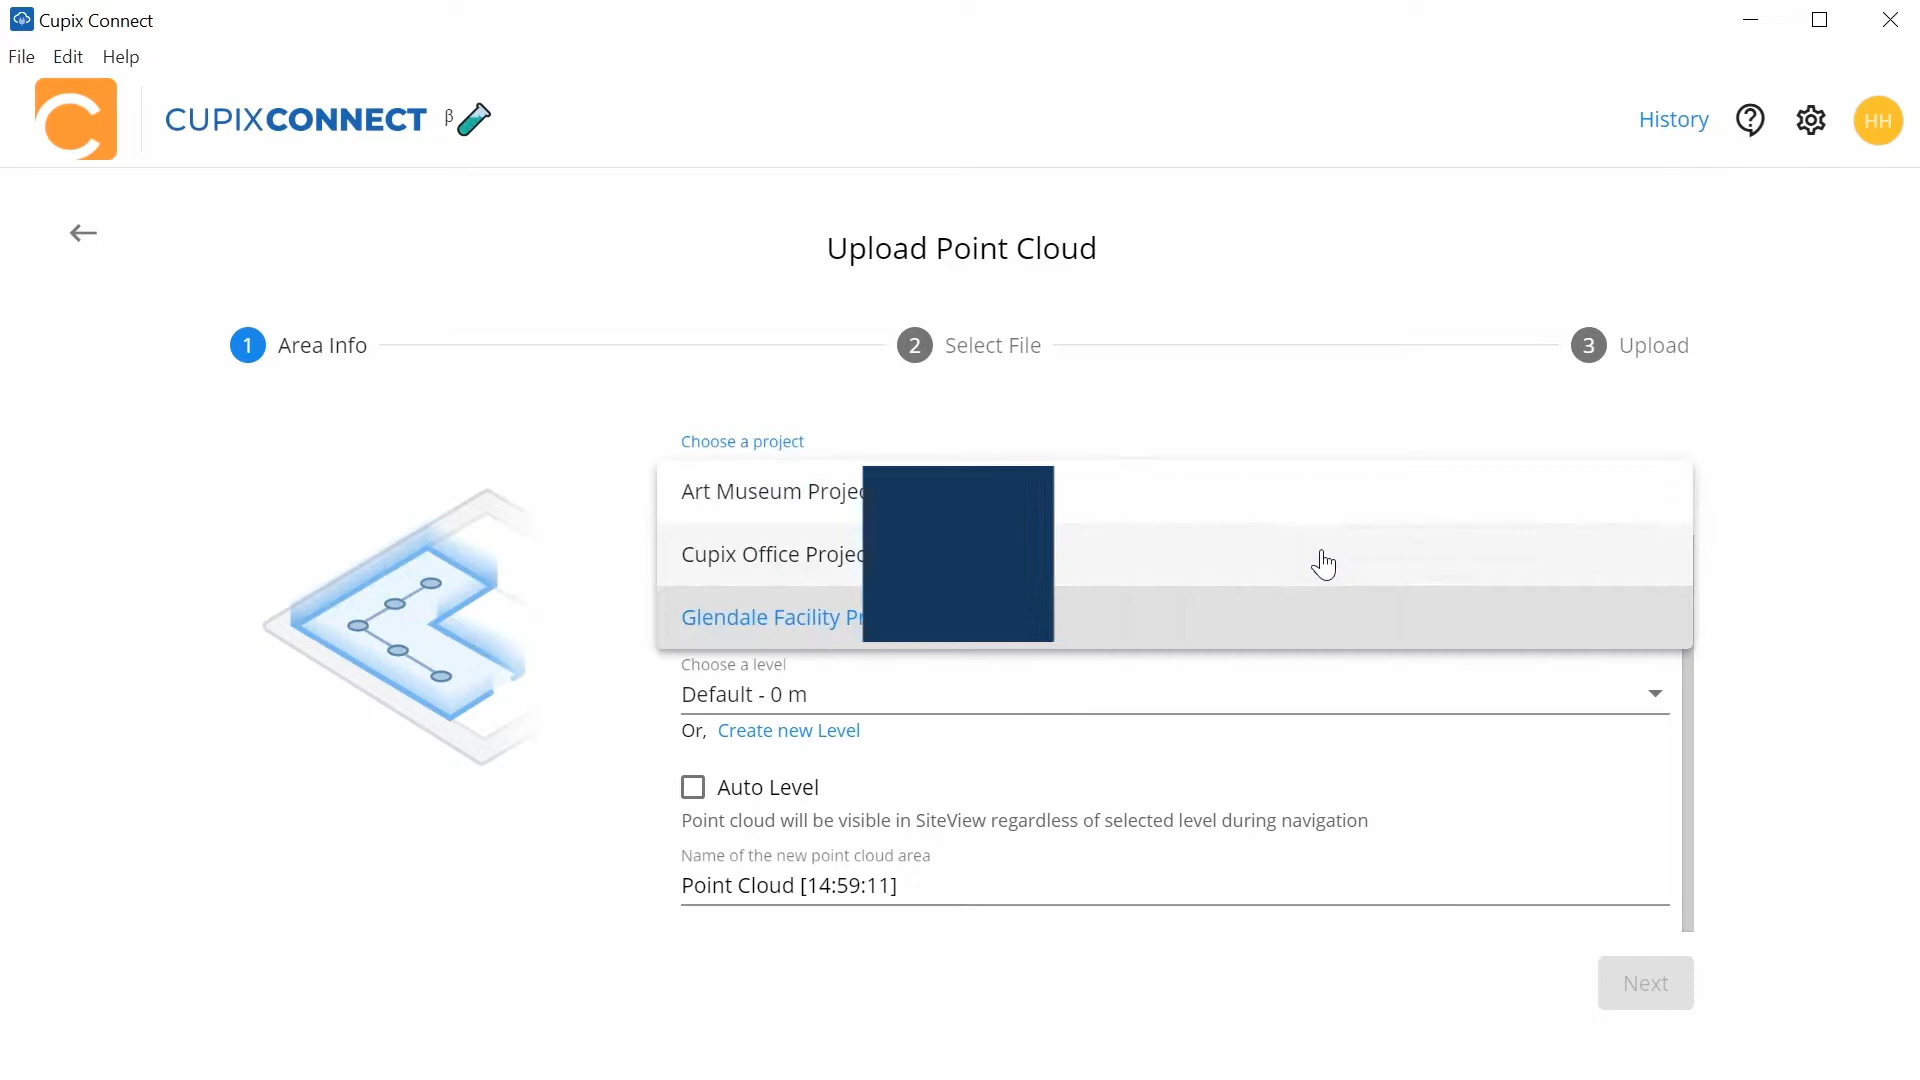 Cupix Connect
File Edit Help
CUPIXCONNECT β
History HH
Upload Point Cloud
1 Area Info 2 Select File 3 Upload
Choose a project
Art Museum
Cupix Office
Glendale Facility
Choose a level
Default - 0 m
Or, Create new Level
Auto Level
Point cloud will be visible in SiteView regardless of selected level during navigation
Name of the new point cloud area
Point Cloud [14:59:11]
Next